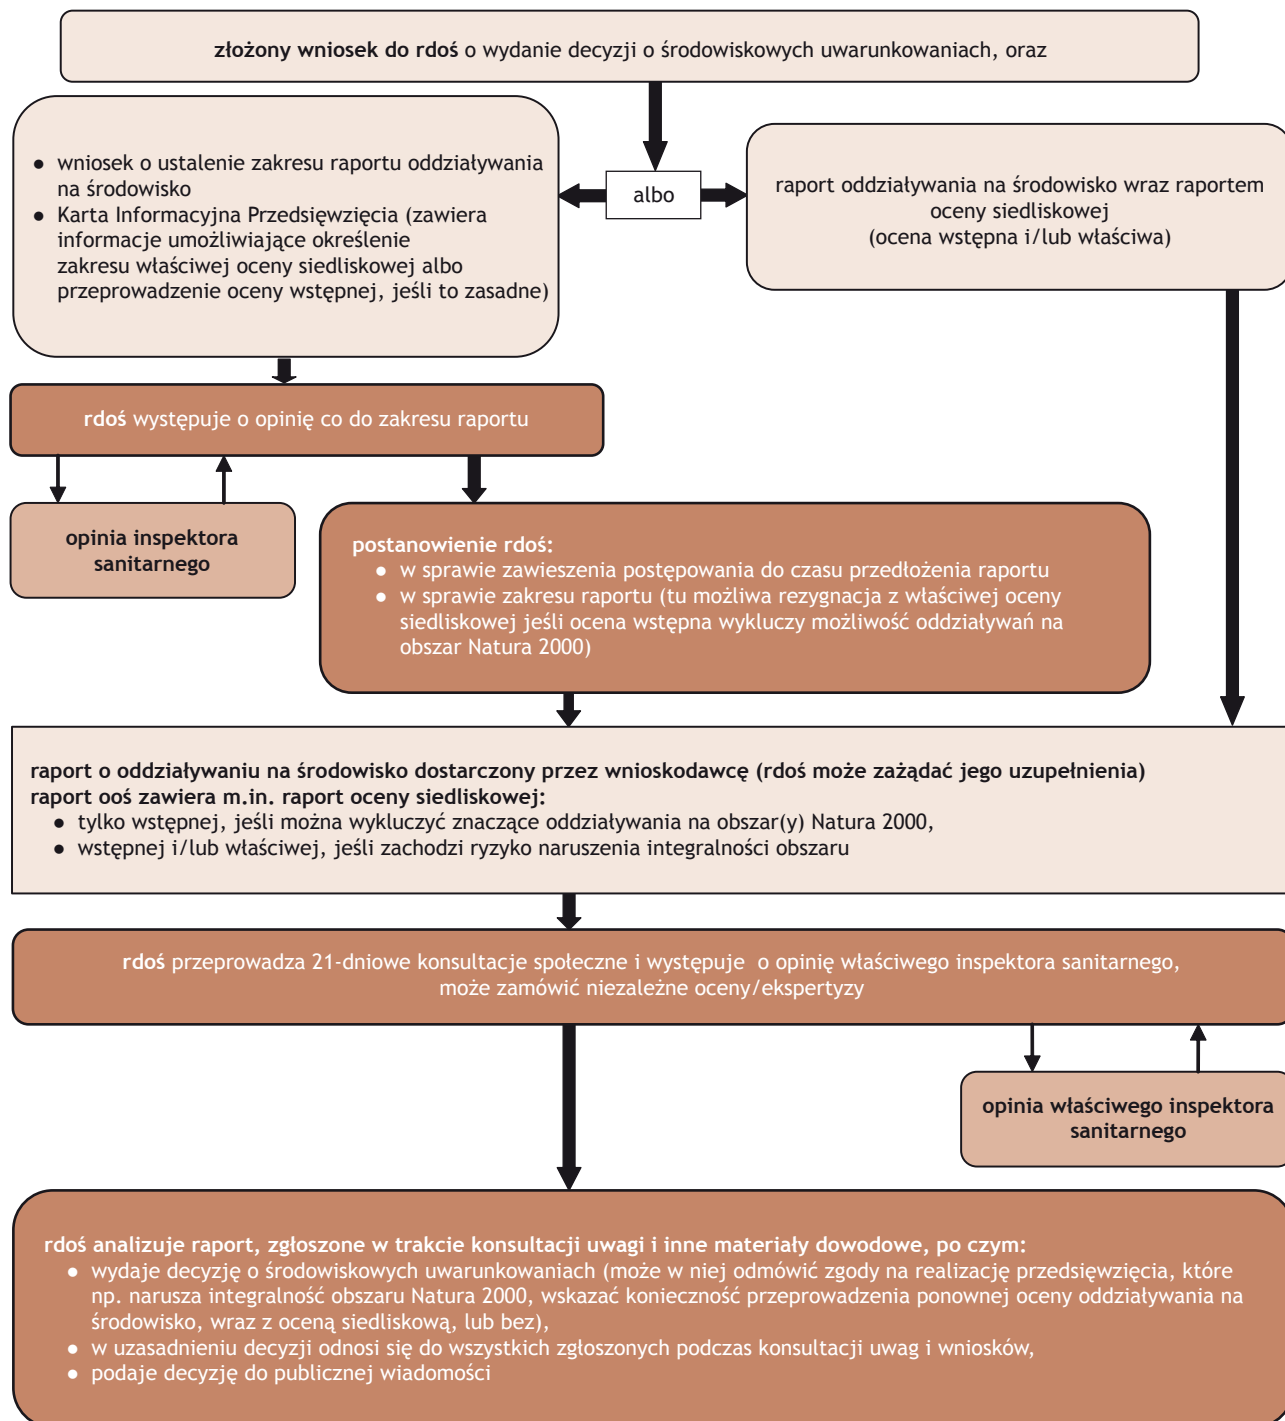 złożony wniosek do rdoś o wydanie decyzji o środowiskowych uwarunkowaniach, oraz
● wniosek o ustalenie zakresu raportu oddziaływania
na środowisko
● Karta Informacyjna Przedsięwzięcia (zawiera
informacje umożliwiające określenie
zakresu właściwej oceny siedliskowej albo
przeprowadzenie oceny wstępnej, jeśli to zasadne)
albo
raport oddziaływania na środowisko wraz raportem
oceny siedliskowej
(ocena wstępna i/lub właściwa)
rdoś występuje o opinię co do zakresu raportu
opinia inspektora
sanitarnego
postanowienie rdoś:
● w sprawie zawieszenia postępowania do czasu przedłożenia raportu
● w sprawie zakresu raportu (tu możliwa rezygnacja z właściwej oceny
siedliskowej jeśli ocena wstępna wykluczy możliwość oddziaływań na
obszar Natura 2000)
raport o oddziaływaniu na środowisko dostarczony przez wnioskodawcę (rdoś może zażądać jego uzupełnienia)
raport ooś zawiera m.in. raport oceny siedliskowej:
● tylko wstępnej, jeśli można wykluczyć znaczące oddziaływania na obszar(y) Natura 2000,
● wstępnej i/lub właściwej, jeśli zachodzi ryzyko naruszenia integralności obszaru
rdoś przeprowadza 21-dniowe konsultacje społeczne i występuje o opinię właściwego inspektora sanitarnego,
może zamówić niezależne oceny/ekspertyzy
opinia właściwego inspektora
sanitarnego
rdoś analizuje raport, zgłoszone w trakcie konsultacji uwagi i inne materiały dowodowe, po czym:
● wydaje decyzję o środowiskowych uwarunkowaniach (może w niej odmówić zgody na realizację przedsięwzięcia, które
np. narusza integralność obszaru Natura 2000, wskazać konieczność przeprowadzenia ponownej oceny oddziaływania na
środowisko, wraz z oceną siedliskową, lub bez),
● w uzasadnieniu decyzji odnosi się do wszystkich zgłoszonych podczas konsultacji uwag i wniosków,
● podaje decyzję do publicznej wiadomości